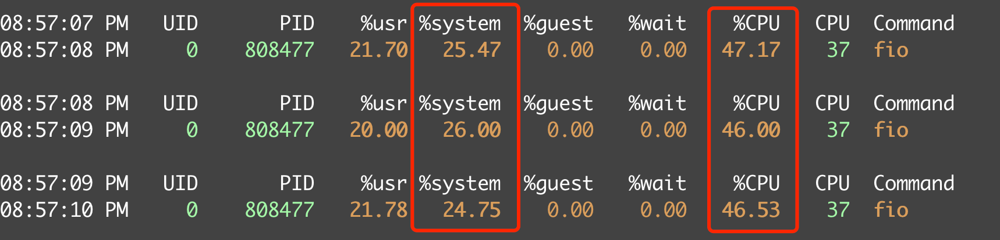 08:57:07 PM   UID       PID    %usr %system  %guest   %wait    %CPU   CPU  Command
08:57:08 PM     0    808477   21.70   25.47    0.00    0.00   47.17    37  fio
08:57:08 PM   UID       PID    %usr %system  %guest   %wait    %CPU   CPU  Command
08:57:09 PM     0    808477   20.00   26.00    0.00    0.00   46.00    37  fio
08:57:09 PM   UID       PID    %usr %system  %guest   %wait    %CPU   CPU  Command
08:57:10 PM     0    808477   21.78   24.75    0.00    0.00   46.53    37  fio